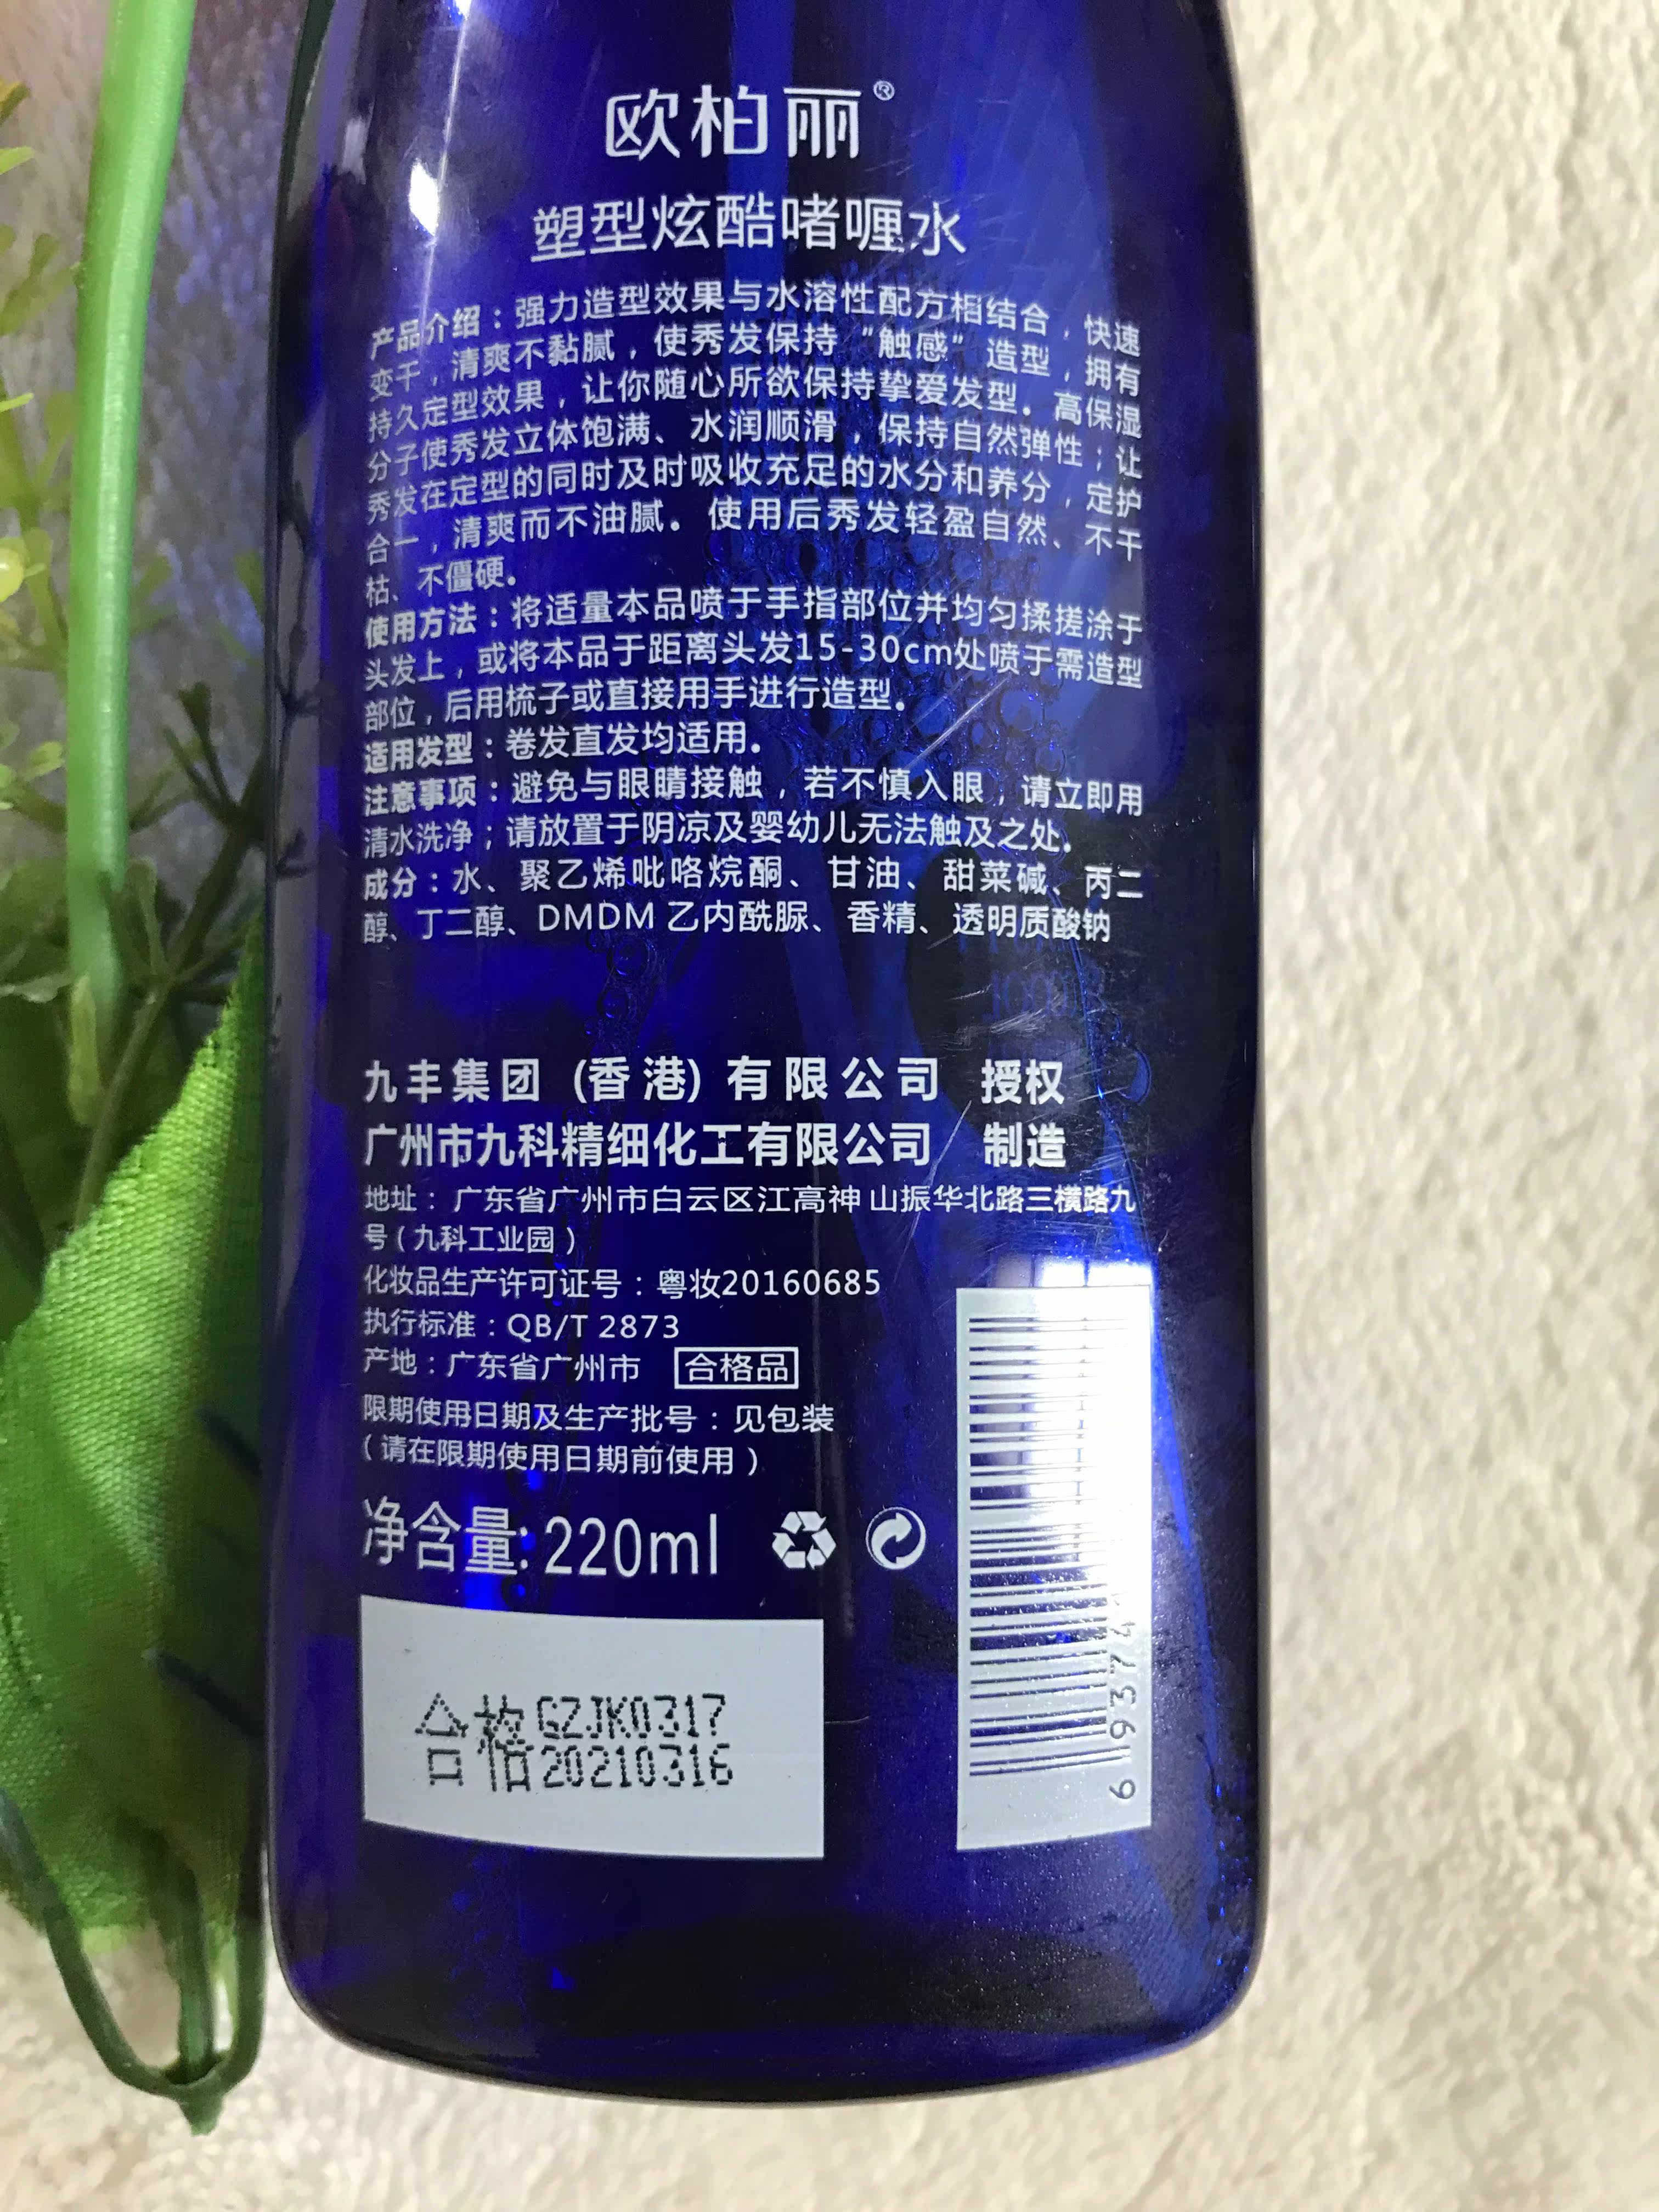 欧柏丽®
塑型炫酷啫喱水
产品介绍：强力造型效果与水溶性配方相结合，快速
变干，清爽不黏腻，使秀发保持“触感”造型，拥有
持久定型效果，让你随心所欲保持挚爱发型。高保湿
分子使秀发立体饱满、水润顺滑，保持自然弹性；让
秀发在定型的同时及时吸收充足的水分和养分，定护
合一，清爽而不油腻。使用后秀发轻盈自然、不干
枯、不僵硬。
使用方法：将适量本品喷于手指部位并均匀揉搓涂于
头发上，或将本品于距离头发15-30cm处喷于需造型
部位，后用梳子或直接用手进行造型。
适用发型：卷发直发均适用。
注意事项：避免与眼睛接触，若不慎入眼，请立即用
清水洗净；请放置于阴凉及婴幼儿无法触及之处。
成分：水、聚乙烯吡咯烷酮、甘油、甜菜碱、丙二
醇、丁二醇、DMDM 乙内酰脲、香精、透明质酸钠
九丰集团（香港）有限公司 授权
广州市九科精细化工有限公司 制造
地址：广东省广州市白云区江高神山振华北路三横路九
号（九科工业园）
化妆品生产许可证号：粤妆20160685
执行标准：QB/T 2873
产地：广东省广州市 合格品
限期使用日期及生产批号：见包装
（请在限期使用日期前使用）
净含量: 220ml
合格 GZJK0317
20210316
6 9374